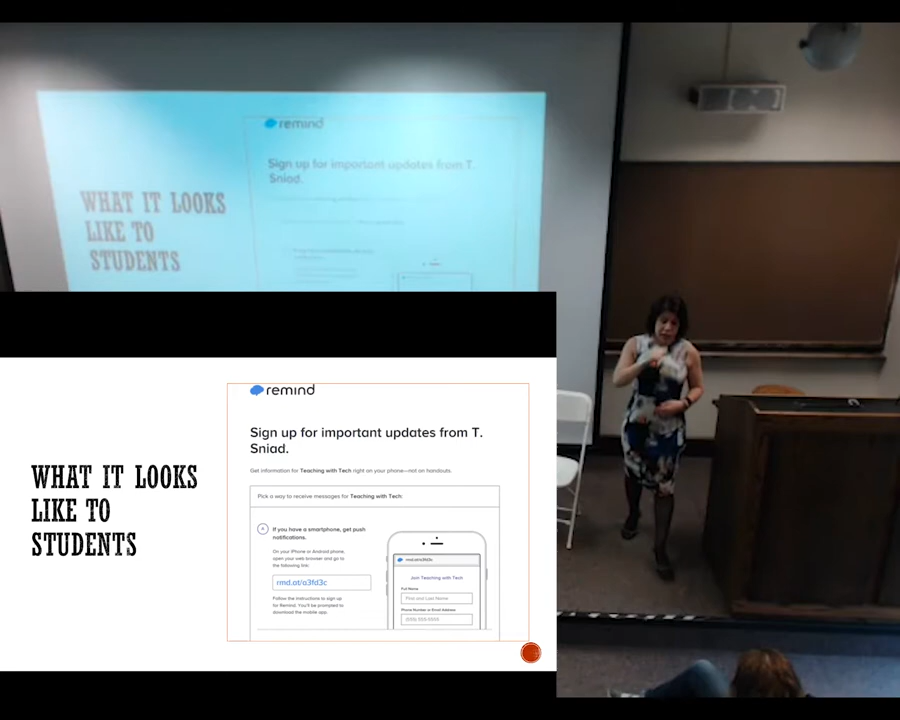 remind
Sign up for important updates from T.
Sniad.
WHAT IT LOOKS
LIKE TO
STUDENTS
remind
Sign up for important updates from T.
Sniad.
Get information for Teaching with Tech right on your phone—not on handouts.
WHAT IT LOOKS
LIKE TO
STUDENTS
Pick a way to receive messages for Teaching with Tech:
A
If you have a smartphone, get push
notifications.
On your iPhone or Android phone,
open your web browser and go to
the following link:
rmd.at/a3fd3c
Follow the instructions to sign up
for Remind. You'll be prompted to
download the mobile app.
rmd.at/a3fd3c
Join Teaching with Tech
Full Name
First and Last Name
Phone Number or Email Address
(555) 555-5555